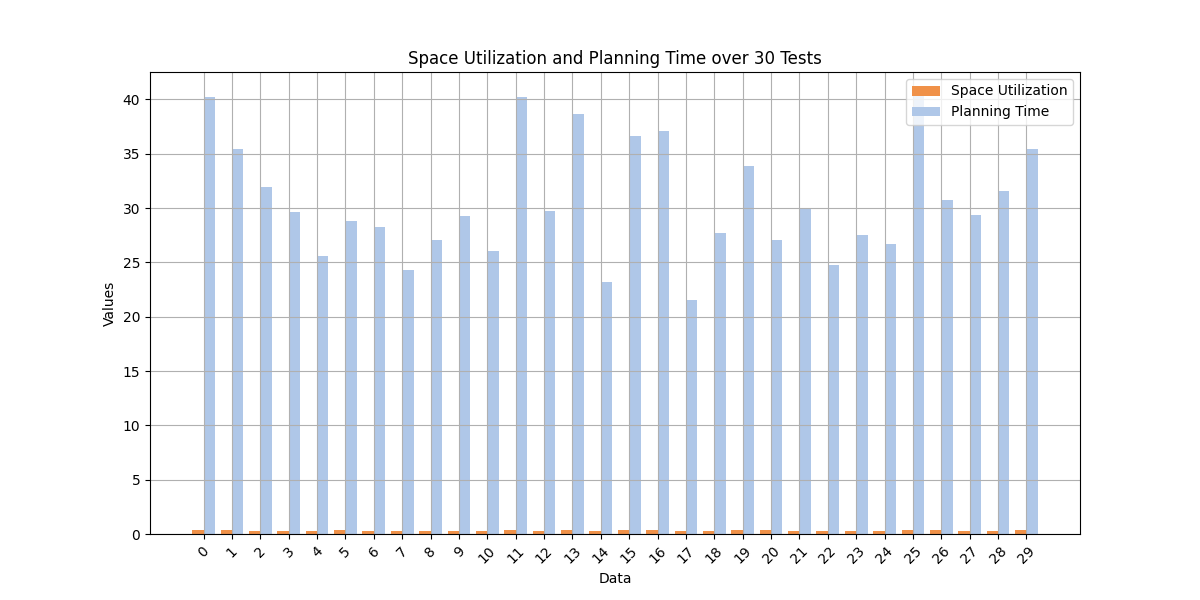 Space Utilization and Planning Time over 30 Tests
Space Utilization
Planning Time
Values
40
35
30
25
20
15
10
5
0
0 1 2 3 4 5 6 7 8 9 10 11 12 13 14 15 16 17 18 19 20 21 22 23 24 25 26 27 28 29
Data